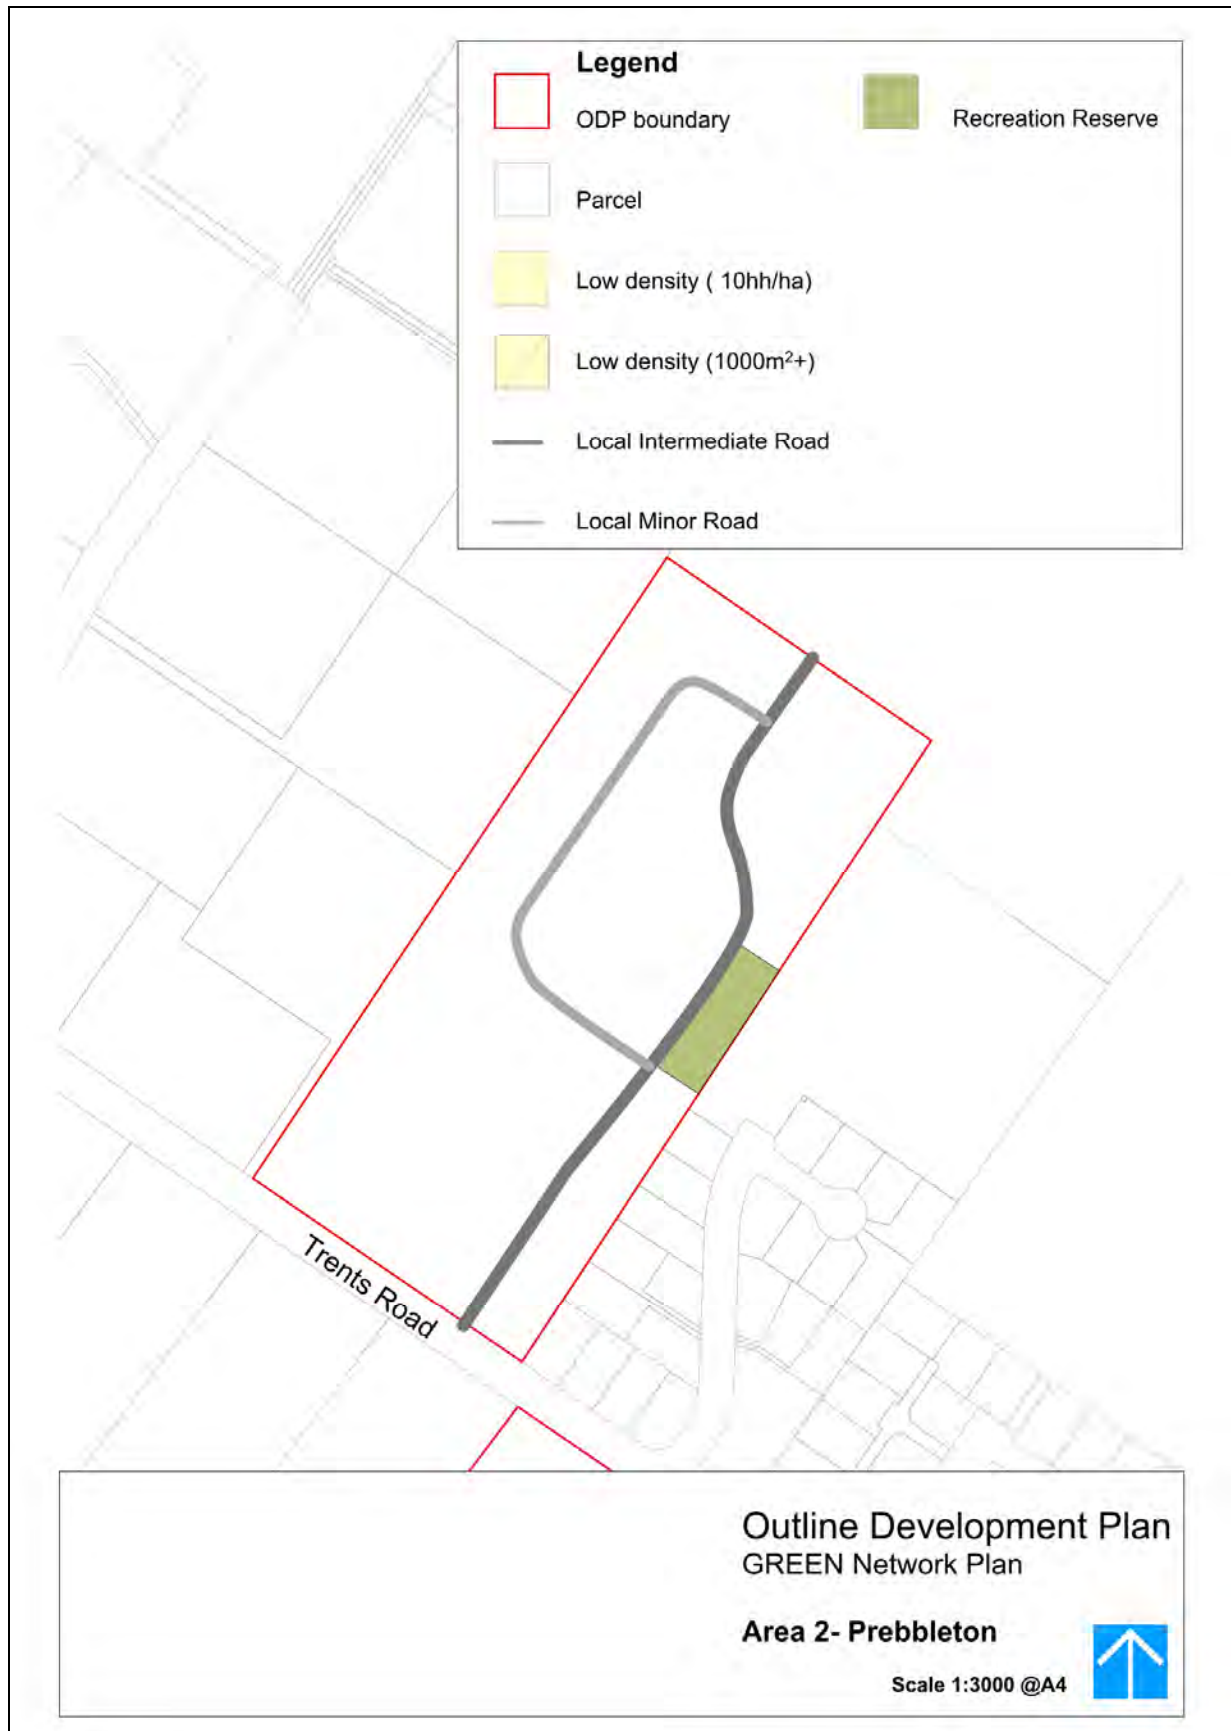 Legend
ODP boundary
Recreation Reserve
Parcel
Low density ( 10hh/ha)
Low density (1000m²+)
Local Intermediate Road
Local Minor Road
Trents Road
Outline Development Plan
GREEN Network Plan
Area 2- Prebbleton
Scale 1:3000 @A4